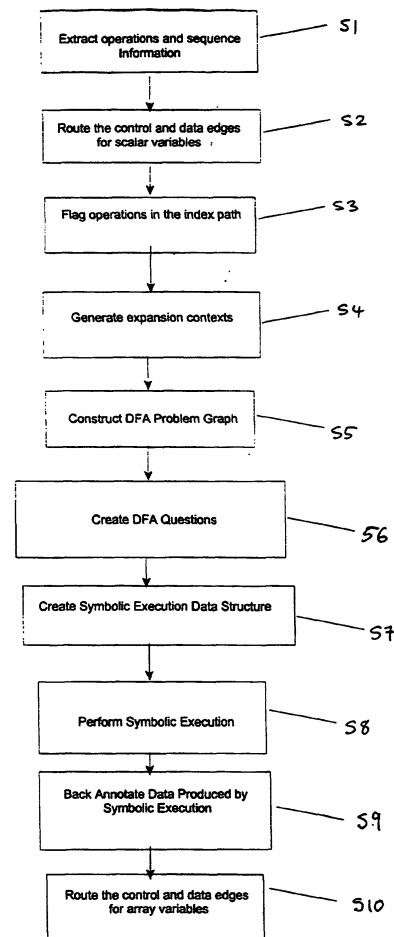 Extract operations and sequence
Information
S1
Route the control and data edges
for scalar variables
S2
Flag operations in the index path
S3
Generate expansion contexts
S4
Construct DFA Problem Graph
S5
Create DFA Questions
S6
Create Symbolic Execution Data Structure
S7
Perform Symbolic Execution
S8
Back Annotate Data Produced by
Symbolic Execution
S9
Route the control and data edges
for array variables
S10